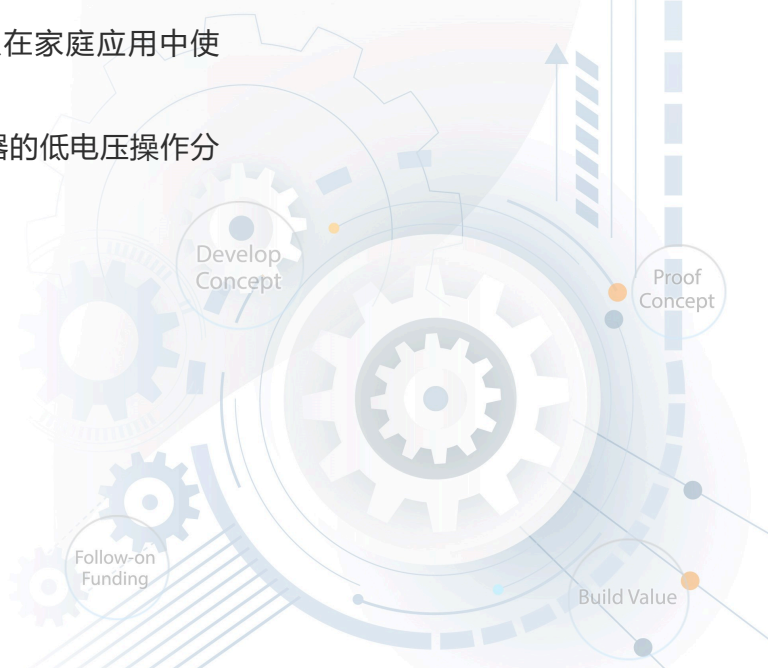 在家庭应用中使
器的低电压操作分
Develop
Concept
Proof
Concept
Follow-on
Funding
Build Value